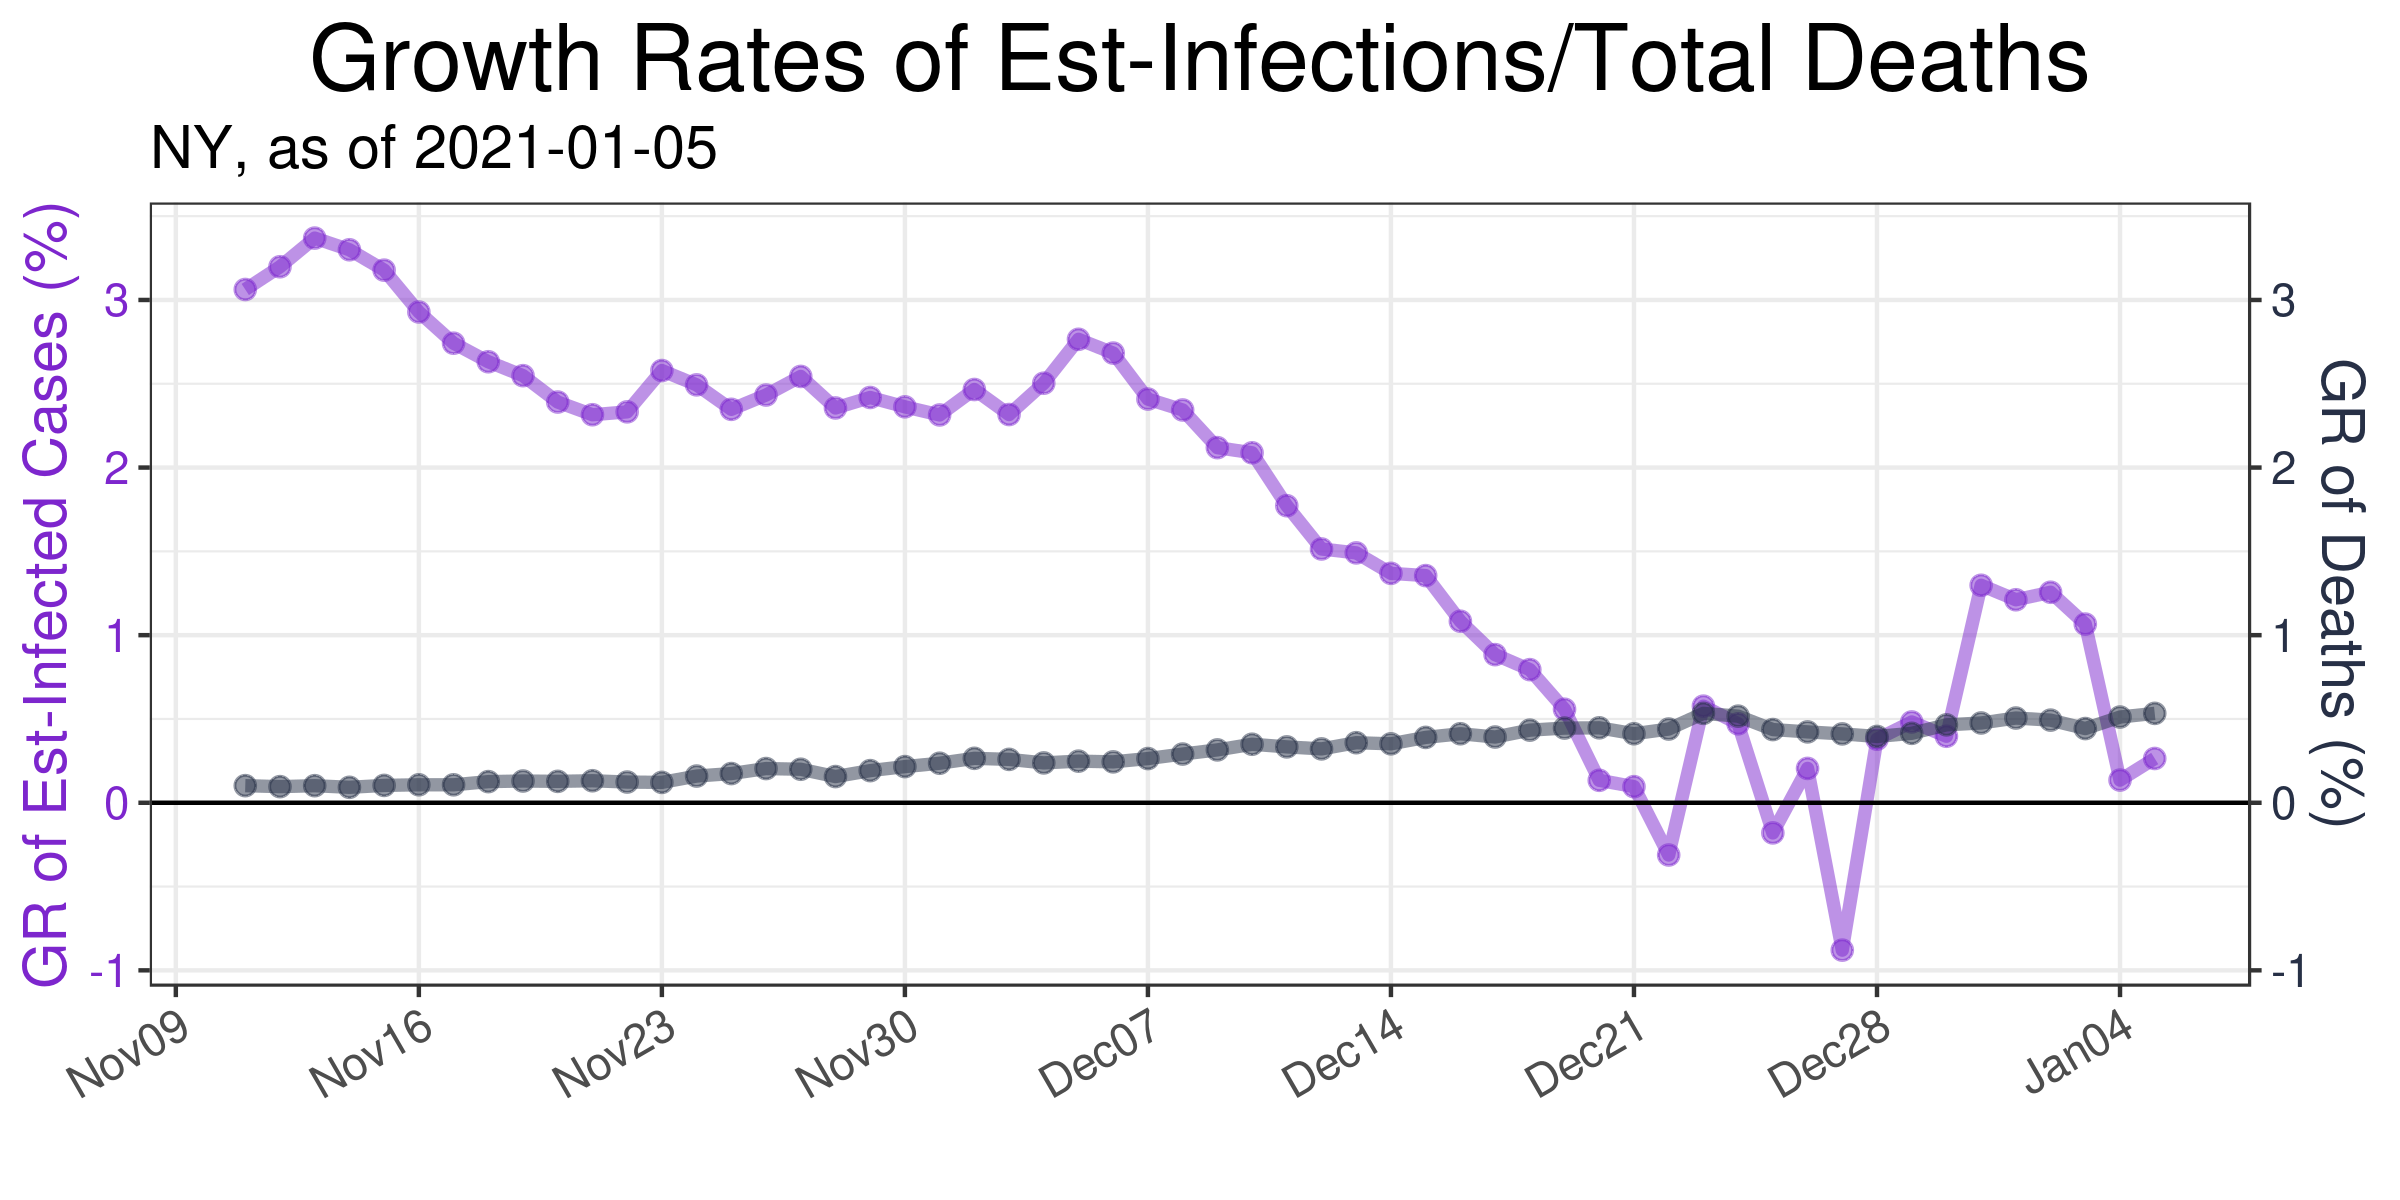 Growth Rates of Est-Infections/Total Deaths
NY, as of 2021-01-05
GR of Est-Infected Cases (%)
3
2
1
0
-1
3
2
1
0
-1
GR of Deaths (%)
Nov09
Nov16
Nov23
Nov30
Dec07
Dec14
Dec21
Dec28
Jan04